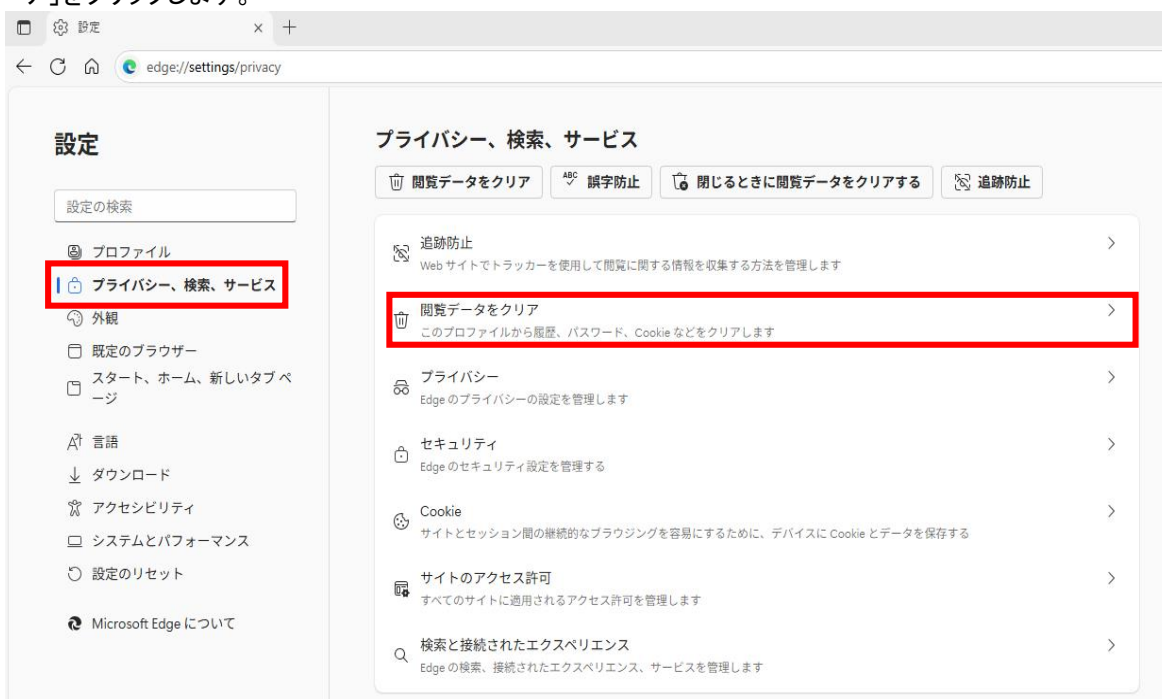 設定
edge://settings/privacy
設定
設定の検索
プロファイル
プライバシー、検索、サービス
外観
既定のブラウザー
スタート、ホーム、新しいタブ ペ
ージ
言語
ダウンロード
アクセシビリティ
システムとパフォーマンス
設定のリセット
Microsoft Edge について
プライバシー、検索、サービス
閲覧データをクリア
ABC 誤字防止
閉じるときに閲覧データをクリアする
追跡防止
追跡防止
Web サイトでトラッカーを使用して閲覧に関する情報を収集する方法を管理します
閲覧データをクリア
このプロファイルから履歴、パスワード、Cookie などをクリアします
プライバシー
Edge のプライバシーの設定を管理します
セキュリティ
Edge のセキュリティ設定を管理する
Cookie
サイトとセッション間の継続的なブラウジングを容易にするために、デバイスに Cookie とデータを保存する
サイトのアクセス許可
すべてのサイトに適用されるアクセス許可を管理します
検索と接続されたエクスペリエンス
Edge の検索、接続されたエクスペリエンス、サービスを管理します